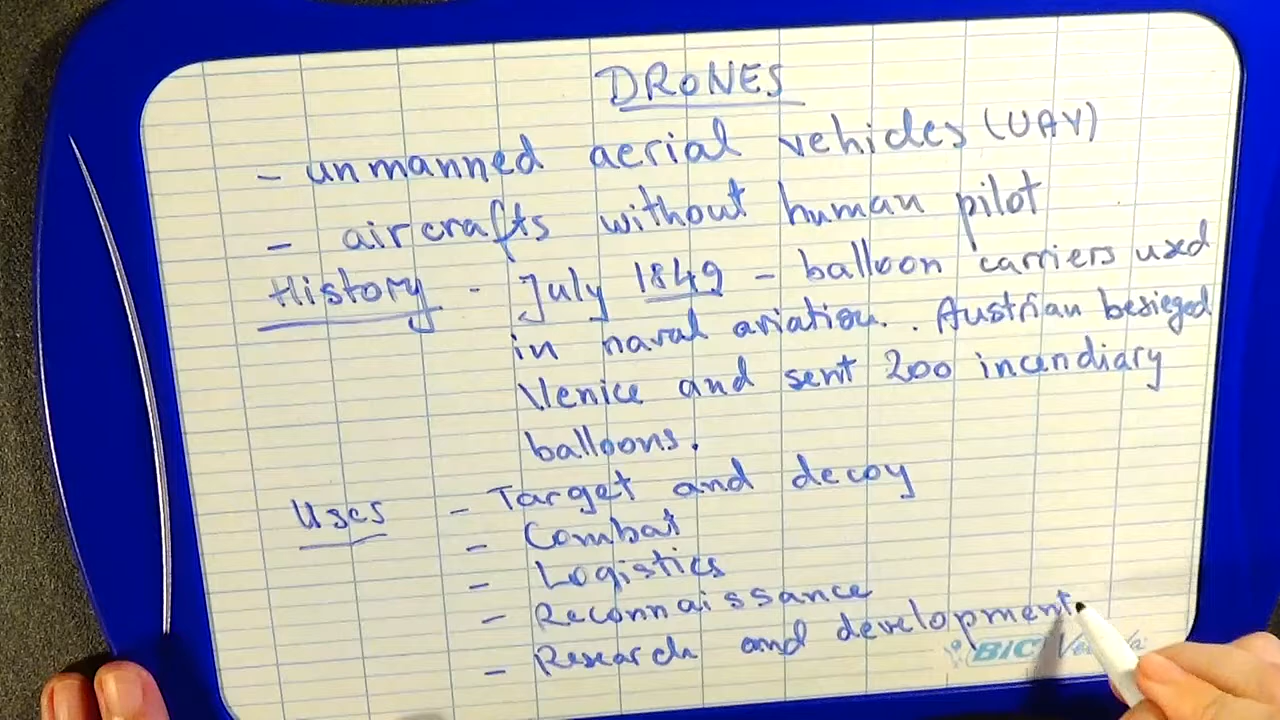 DRONES
- unmanned aerial vehicles (UAV)
- aircrafts without human pilot
History - July 1849 - balloon carriers used
in naval aviation. . Austrian besieged
Venice and sent 200 incendiary
balloons.
Uses - Target and decoy
- Combat
- Logistics
- Reconnaissance
- Research and development
BIC